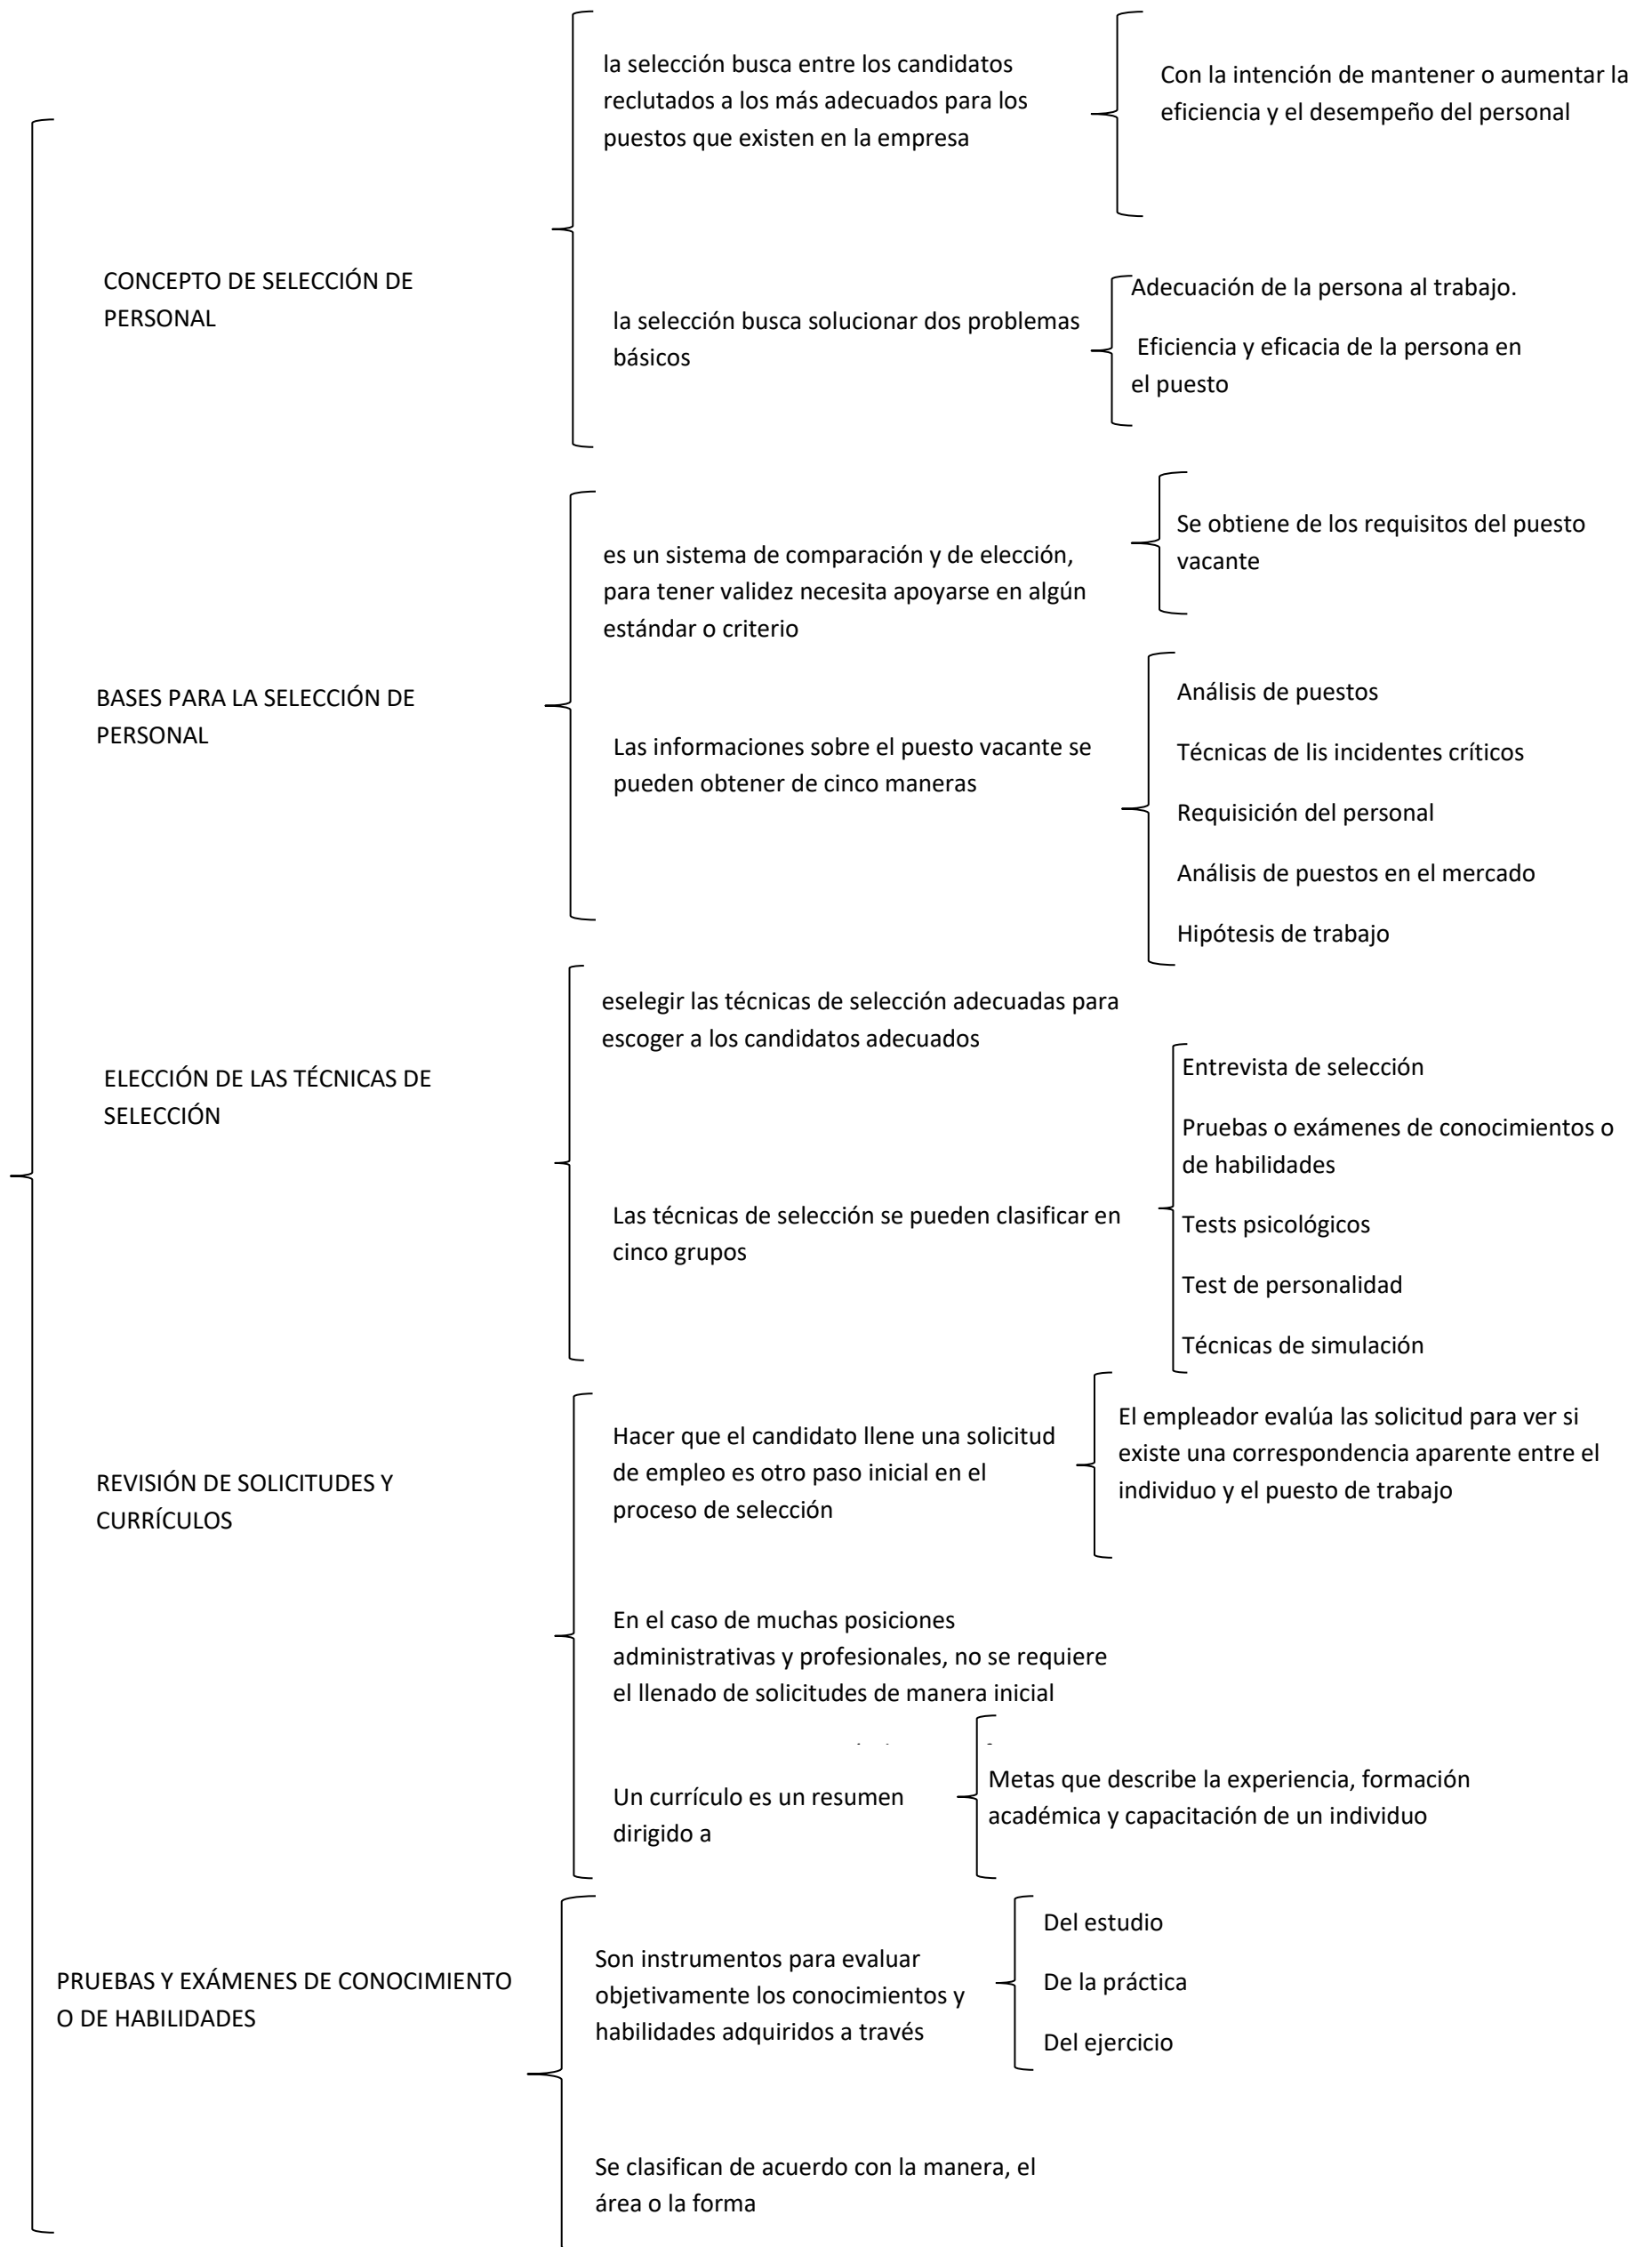 la selección busca entre los candidatos
reclutados a los más adecuados para los
puestos que existen en la empresa
Con la intención de mantener o aumentar la
eficiencia y el desempeño del personal
CONCEPTO DE SELECCIÓN DE
PERSONAL
la selección busca solucionar dos problemas
básicos
Adecuación de la persona al trabajo.
Eficiencia y eficacia de la persona en
el puesto
BASES PARA LA SELECCIÓN DE
PERSONAL
es un sistema de comparación y de elección,
para tener validez necesita apoyarse en algún
estándar o criterio
Se obtiene de los requisitos del puesto
vacante
Las informaciones sobre el puesto vacante se
pueden obtener de cinco maneras
Análisis de puestos
Técnicas de lis incidentes críticos
Requisición del personal
Análisis de puestos en el mercado
Hipótesis de trabajo
ELECCIÓN DE LAS TÉCNICAS DE
SELECCIÓN
eselegir las técnicas de selección adecuadas para
escoger a los candidatos adecuados
Las técnicas de selección se pueden clasificar en
cinco grupos
Entrevista de selección
Pruebas o exámenes de conocimientos o
de habilidades
Tests psicológicos
Test de personalidad
Técnicas de simulación
REVISIÓN DE SOLICITUDES Y
CURRÍCULOS
Hacer que el candidato llene una solicitud
de empleo es otro paso inicial en el
proceso de selección
El empleador evalúa las solicitud para ver si
existe una correspondencia aparente entre el
individuo y el puesto de trabajo
En el caso de muchas posiciones
administrativas y profesionales, no se requiere
el llenado de solicitudes de manera inicial
Un currículo es un resumen
dirigido a
Metas que describe la experiencia, formación
académica y capacitación de un individuo
PRUEBAS Y EXÁMENES DE CONOCIMIENTO
O DE HABILIDADES
Son instrumentos para evaluar
objetivamente los conocimientos y
habilidades adquiridos a través
Del estudio
De la práctica
Del ejercicio
Se clasifican de acuerdo con la manera, el
área o la forma